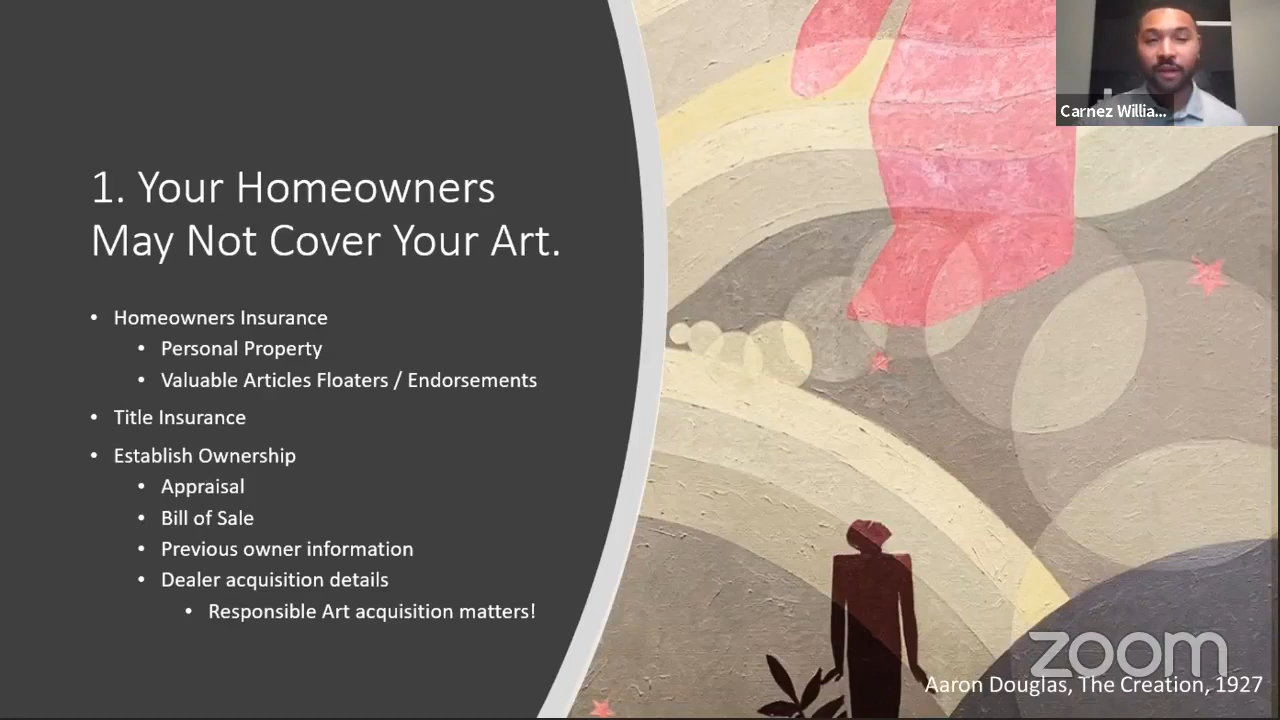 1. Your Homeowners
May Not Cover Your Art.
• Homeowners Insurance
• Personal Property
• Valuable Articles Floaters / Endorsements
• Title Insurance
• Establish Ownership
• Appraisal
• Bill of Sale
• Previous owner information
• Dealer acquisition details
• Responsible Art acquisition matters!
Carnez Willia...
zoom
Aaron Douglas, The Creation, 1927